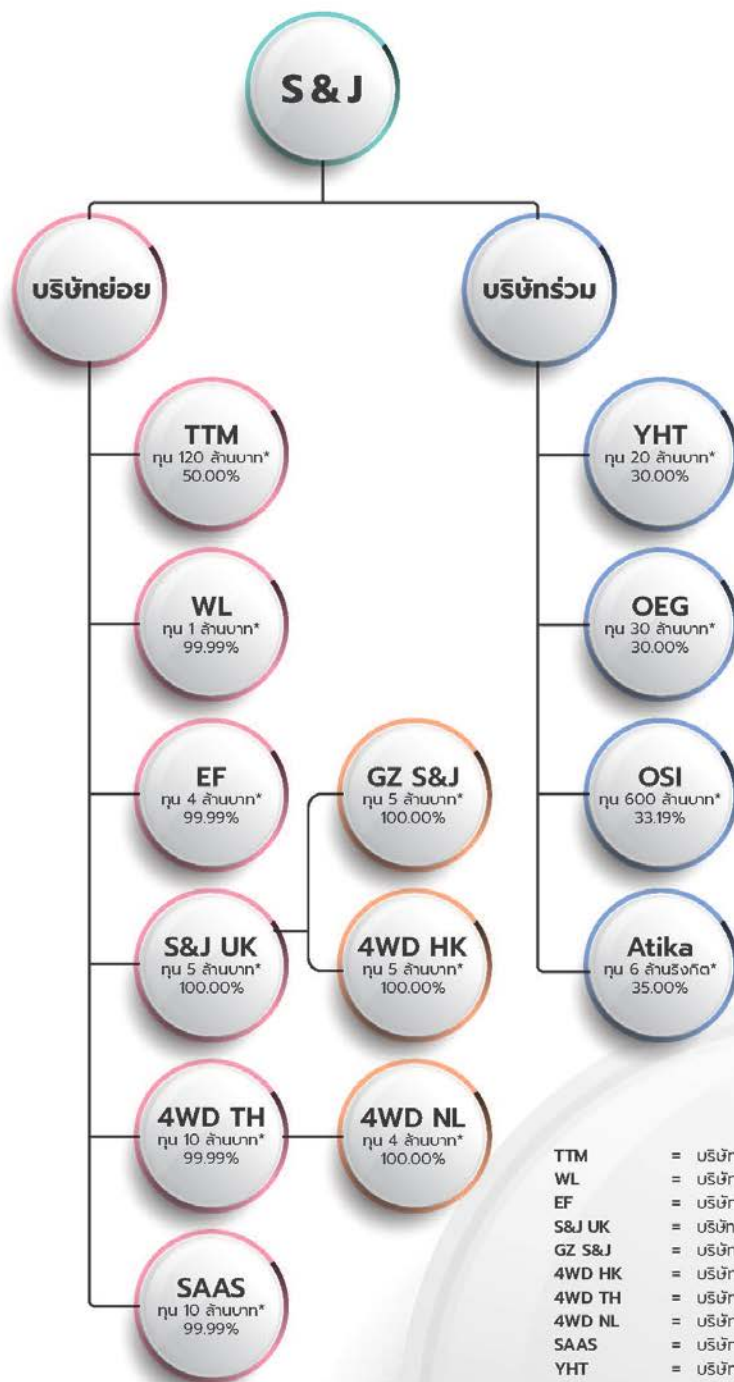 S & J
บริษัทย่อย
บริษัทร่วม
TTM
ทุน 120 ล้านบาท*
50.00%
YHT
ทุน 20 ล้านบาท*
30.00%
WL
ทุน 1 ล้านบาท*
99.99%
OEG
ทุน 30 ล้านบาท*
30.00%
EF
ทุน 4 ล้านบาท*
99.99%
GZ S&J
ทุน 5 ล้านบาท*
100.00%
OSI
ทุน 600 ล้านบาท*
33.19%
S&J UK
ทุน 5 ล้านบาท*
100.00%
4WD HK
ทุน 5 ล้านบาท*
100.00%
Atika
ทุน 6 ล้านริงกิต*
35.00%
4WD TH
ทุน 10 ล้านบาท*
99.99%
4WD NL
ทุน 4 ล้านบาท*
100.00%
SAAS
ทุน 10 ล้านบาท*
99.99%
TTM = บริษัท
WL = บริษัท
EF = บริษัท
S&J UK = บริษัท
GZ S&J = บริษัท
4WD HK = บริษัท
4WD TH = บริษัท
4WD NL = บริษัท
SAAS = บริษัท
YHT = บริษัท